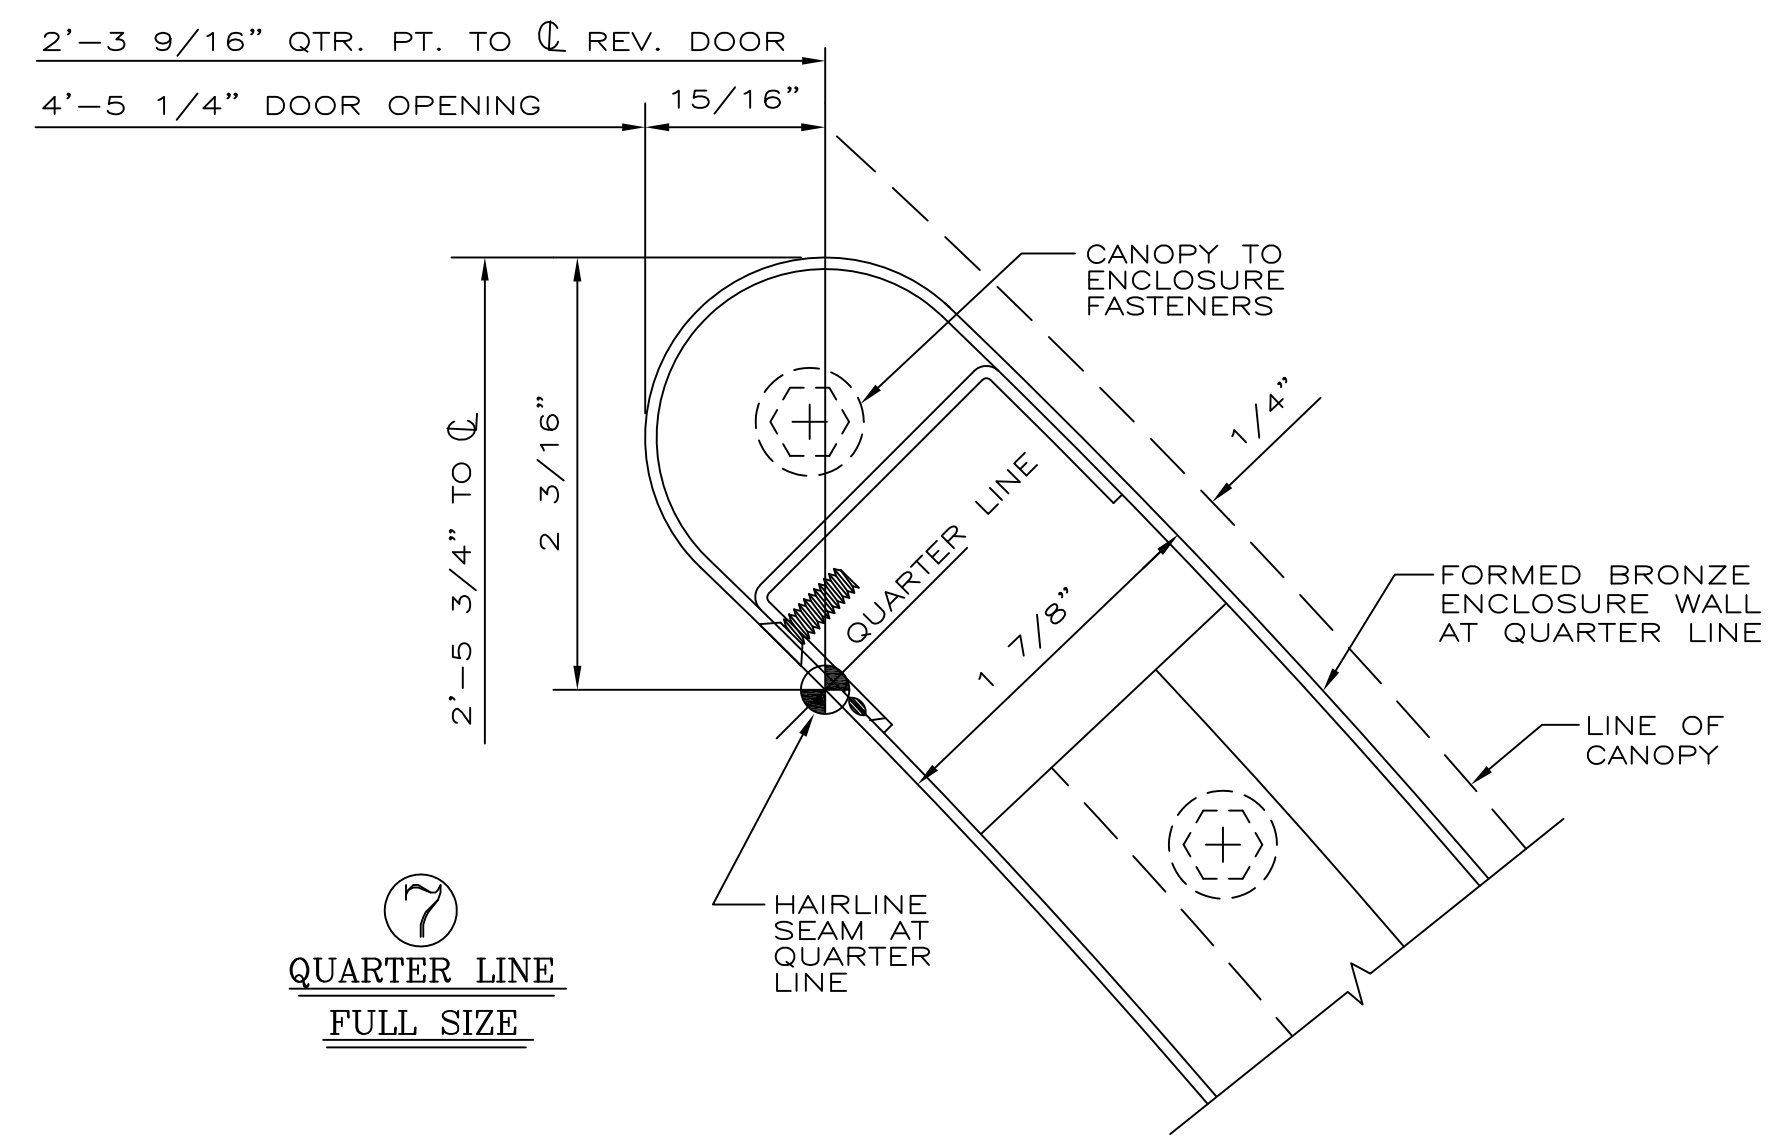 2'-3 9/16" QTR. PT. TO ℄ REV. DOOR
4'-5 1/4" DOOR OPENING
15/16"
CANOPY TO
ENCLOSURE
FASTENERS
1/4"
2'-5 3/4" TO ℄
2 3/16"
QUARTER LINE
1 7/8"
FORMED BRONZE
ENCLOSURE WALL
AT QUARTER LINE
LINE OF
CANOPY
HAIRLINE
SEAM AT
QUARTER
LINE
7
QUARTER LINE
FULL SIZE